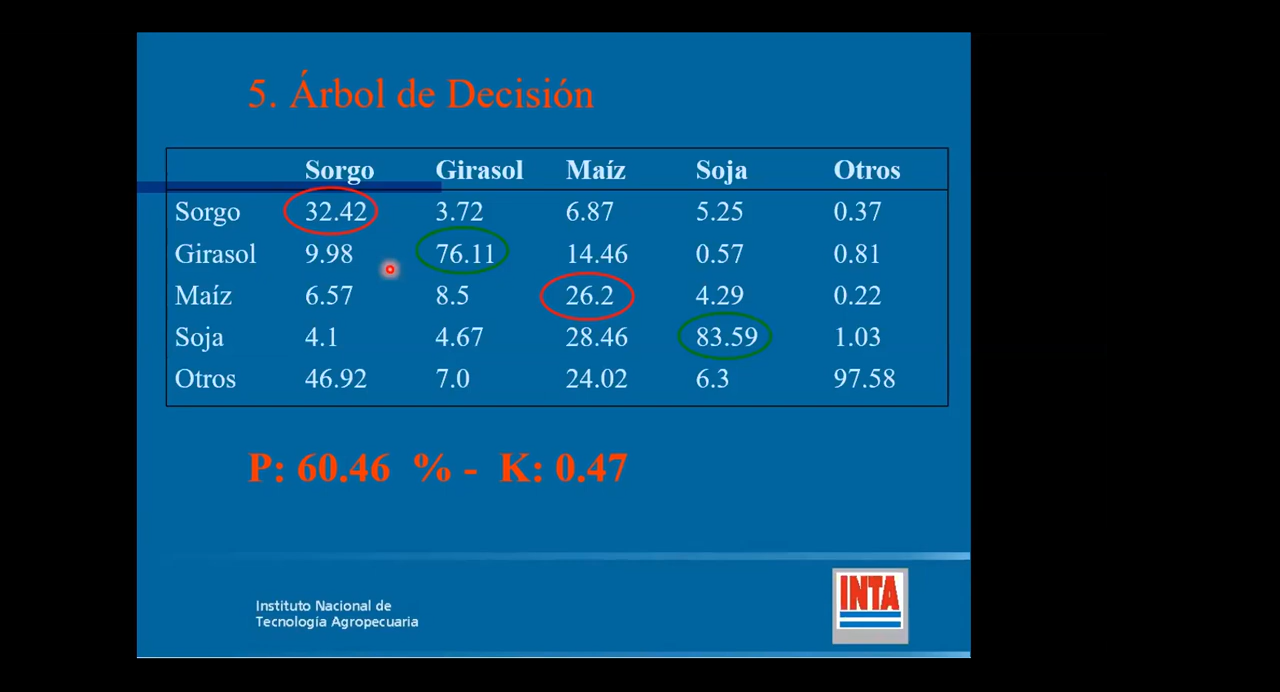 5. Árbol de Decisión
Sorgo Girasol Maíz Soja Otros
Sorgo 32.42 3.72 6.87 5.25 0.37
Girasol 9.98 76.11 14.46 0.57 0.81
Maíz 6.57 8.5 26.2 4.29 0.22
Soja 4.1 4.67 28.46 83.59 1.03
Otros 46.92 7.0 24.02 6.3 97.58
P: 60.46 % - K: 0.47
Instituto Nacional de
Tecnología Agropecuaria
INTA